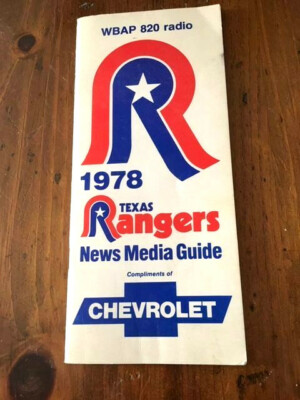 WBAP 820 radio
R
1978
TEXAS
Rangers
News Media Guide
Compliments of
CHEVROLET